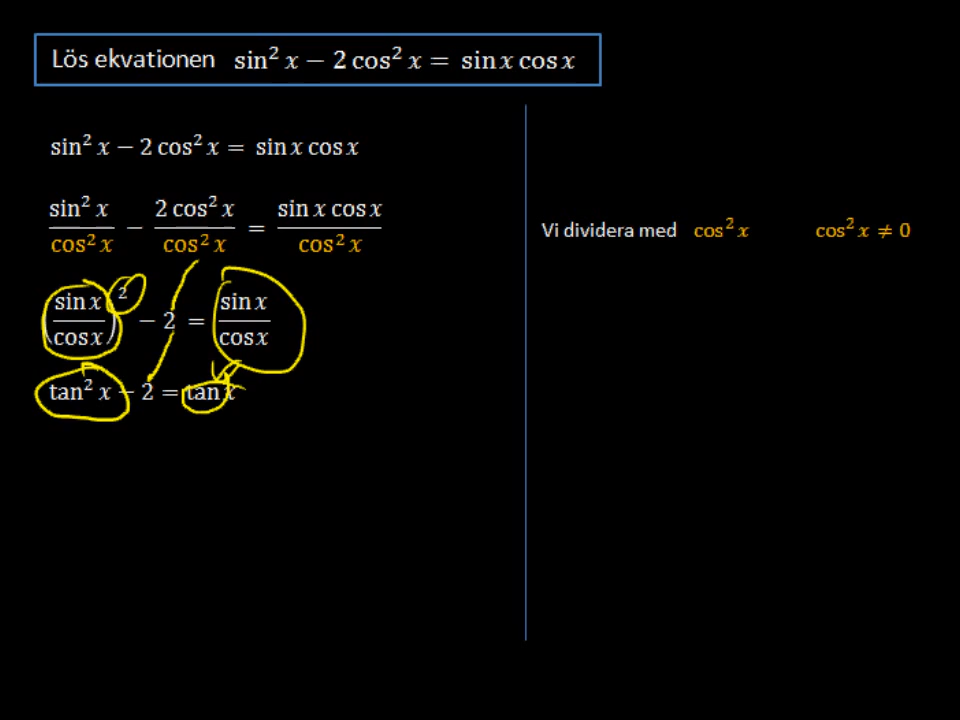 Lös ekvationen sin² x − 2 cos² x = sin x cos x
sin² x − 2 cos² x = sin x cos x
sin² x / cos² x − 2 cos² x / cos² x = sin x cos x / cos² x
Vi dividera med cos² x cos² x ≠ 0
(sin x / cos x)² − 2 = sin x / cos x
tan² x − 2 = tan x